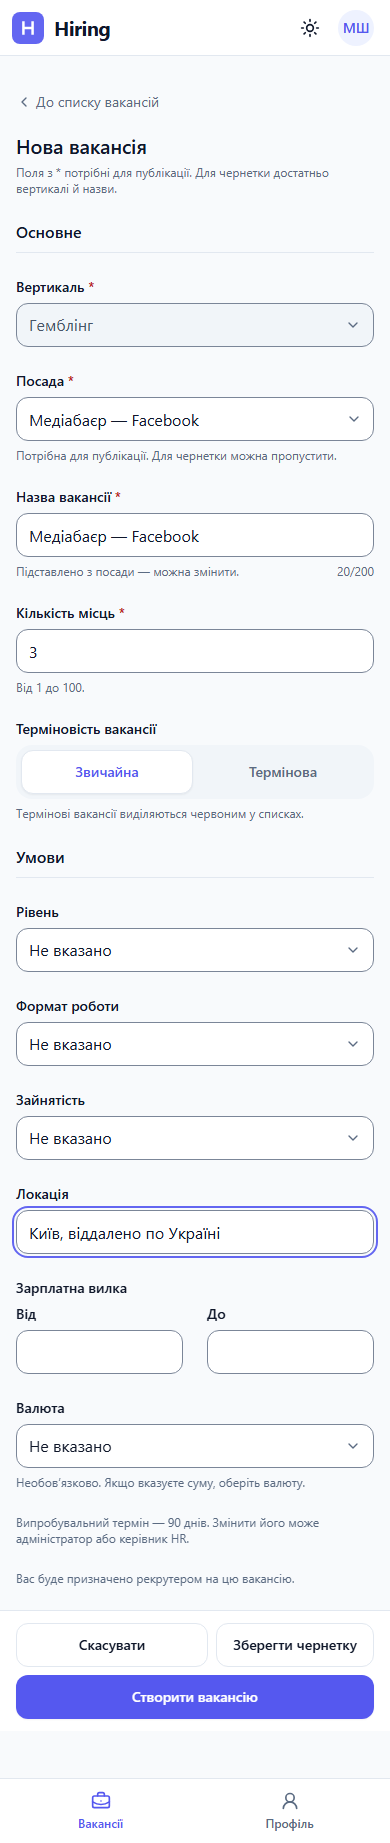 H Hiring
МШ
До списку вакансій
Нова вакансія
Поля з * потрібні для публікації. Для чернетки достатньо
вертикалі й назви.
Основне
Вертикаль *
Гемблінг
Посада *
Медіабаєр — Facebook
Потрібна для публікації. Для чернетки можна пропустити.
Назва вакансії *
Медіабаєр — Facebook
Підставлено з посади — можна змінити. 20/200
Кількість місць *
3
Від 1 до 100.
Терміновість вакансії
Звичайна Термінова
Термінові вакансії виділяються червоним у списках.
Умови
Рівень
Не вказано
Формат роботи
Не вказано
Зайнятість
Не вказано
Локація
Київ, віддалено по Україні
Зарплатна вилка
Від До
Валюта
Не вказано
Необов’язково. Якщо вказуєте суму, оберіть валюту.
Випробувальний термін — 90 днів. Змінити його може
адміністратор або керівник HR.
Вас буде призначено рекрутером на цю вакансію.
Скасувати Зберегти чернетку
Створити вакансію
Вакансії Профіль